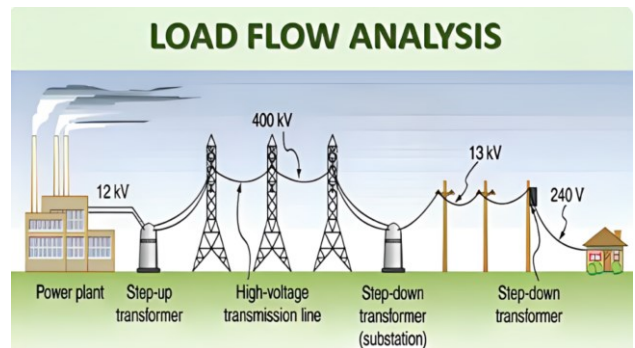 LOAD FLOW ANALYSIS
400 kV
13 kV
12 kV
240 V
Power plant
Step-up
transformer
High-voltage
transmission line
Step-down
transformer
(substation)
Step-down
transformer